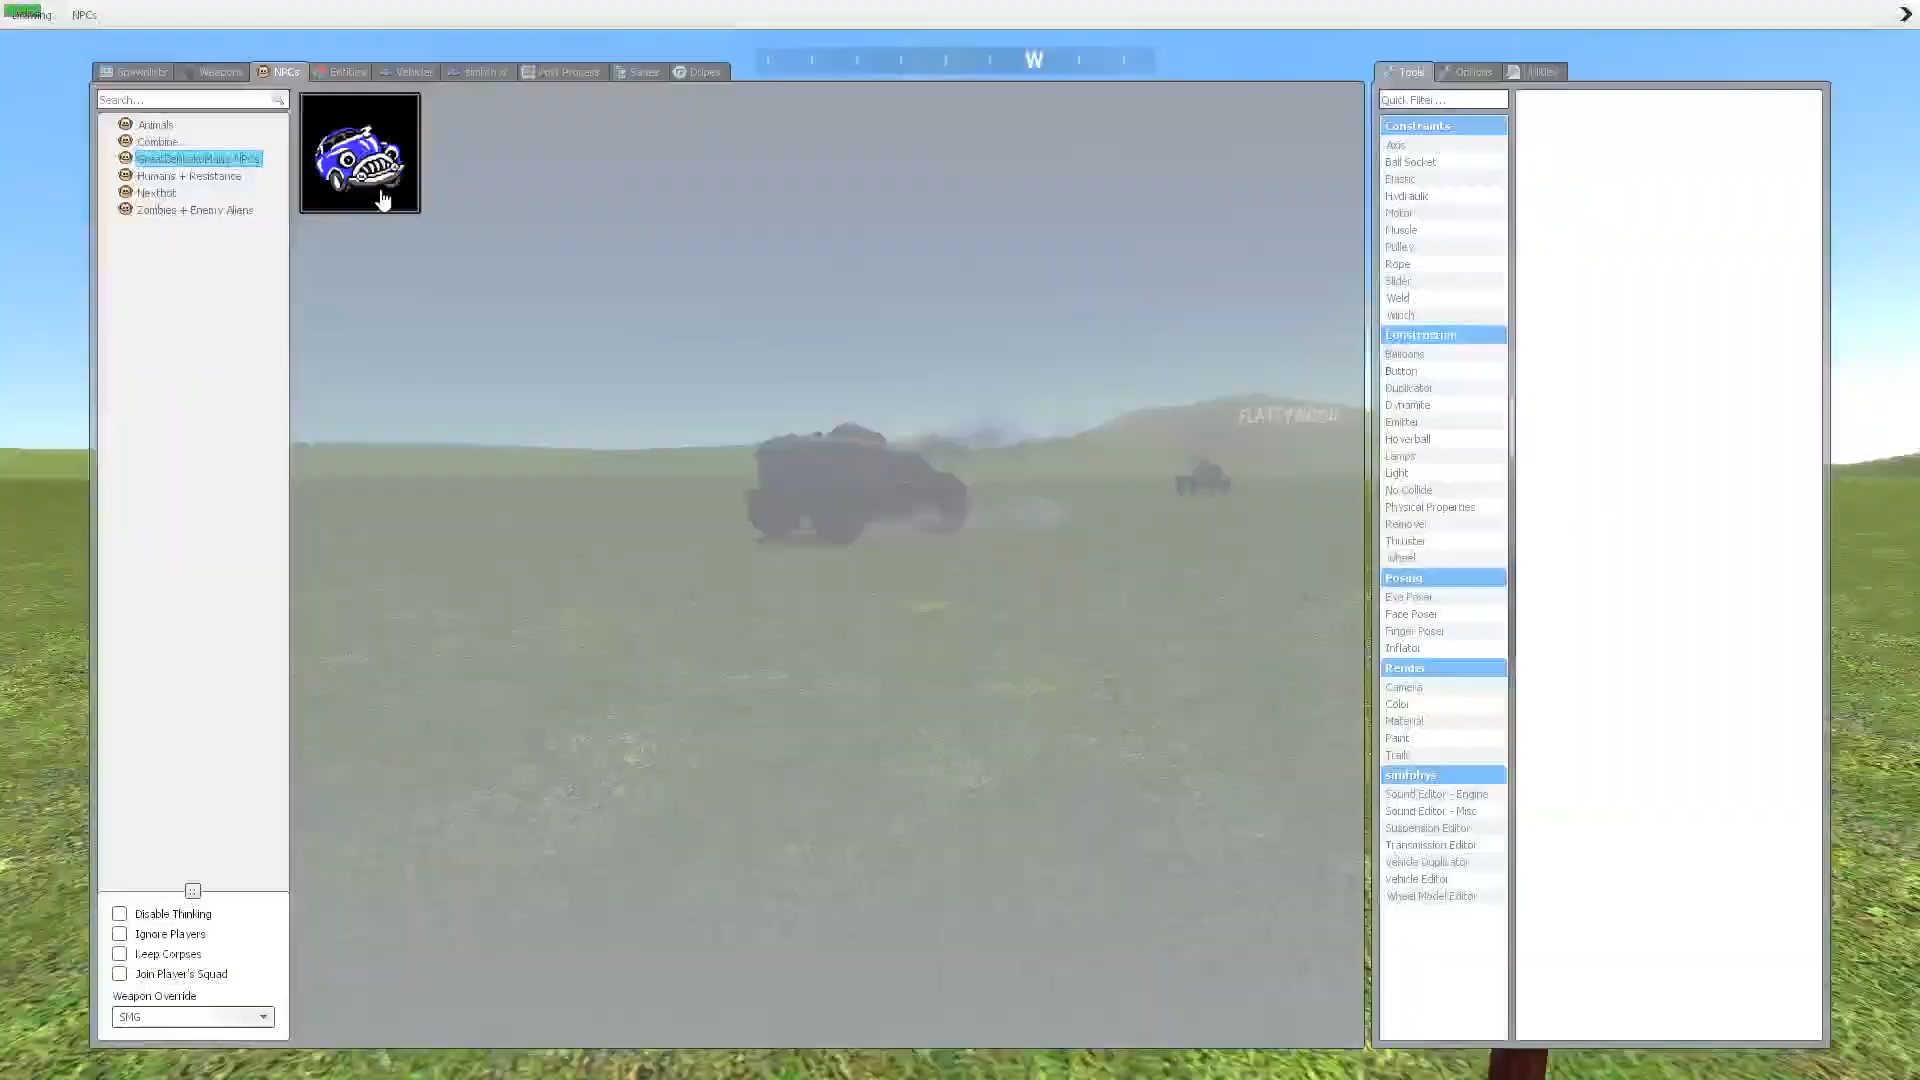 NPCs
W
Spawnlists Weapons NPCs Entities Vehicles simfphys Post Process Saves Dupes
Tools Options Utilities
Search...
Animals
Combine
Humans + Resistance
Nextbot
Zombies + Enemy Aliens
Disable Thinking
Ignore Players
Keep Corpses
Join Player's Squad
Weapon Override
SMG
FLATTYWOOD
Quick Filter...
Constraints
Axis
Ball Socket
Elastic
Hydraulic
Motor
Muscle
Pulley
Rope
Slider
Weld
Winch
Construction
Balloons
Button
Duplicator
Dynamite
Emitter
Hoverball
Lamps
Light
No Collide
Physical Properties
Remover
Thruster
Wheel
Posing
Eye Poser
Face Poser
Finger Poser
Inflator
Render
Camera
Color
Material
Paint
Trails
simfphys
Sound Editor - Engine
Sound Editor - Misc
Suspension Editor
Transmission Editor
Vehicle Duplicator
Vehicle Editor
Wheel Model Editor